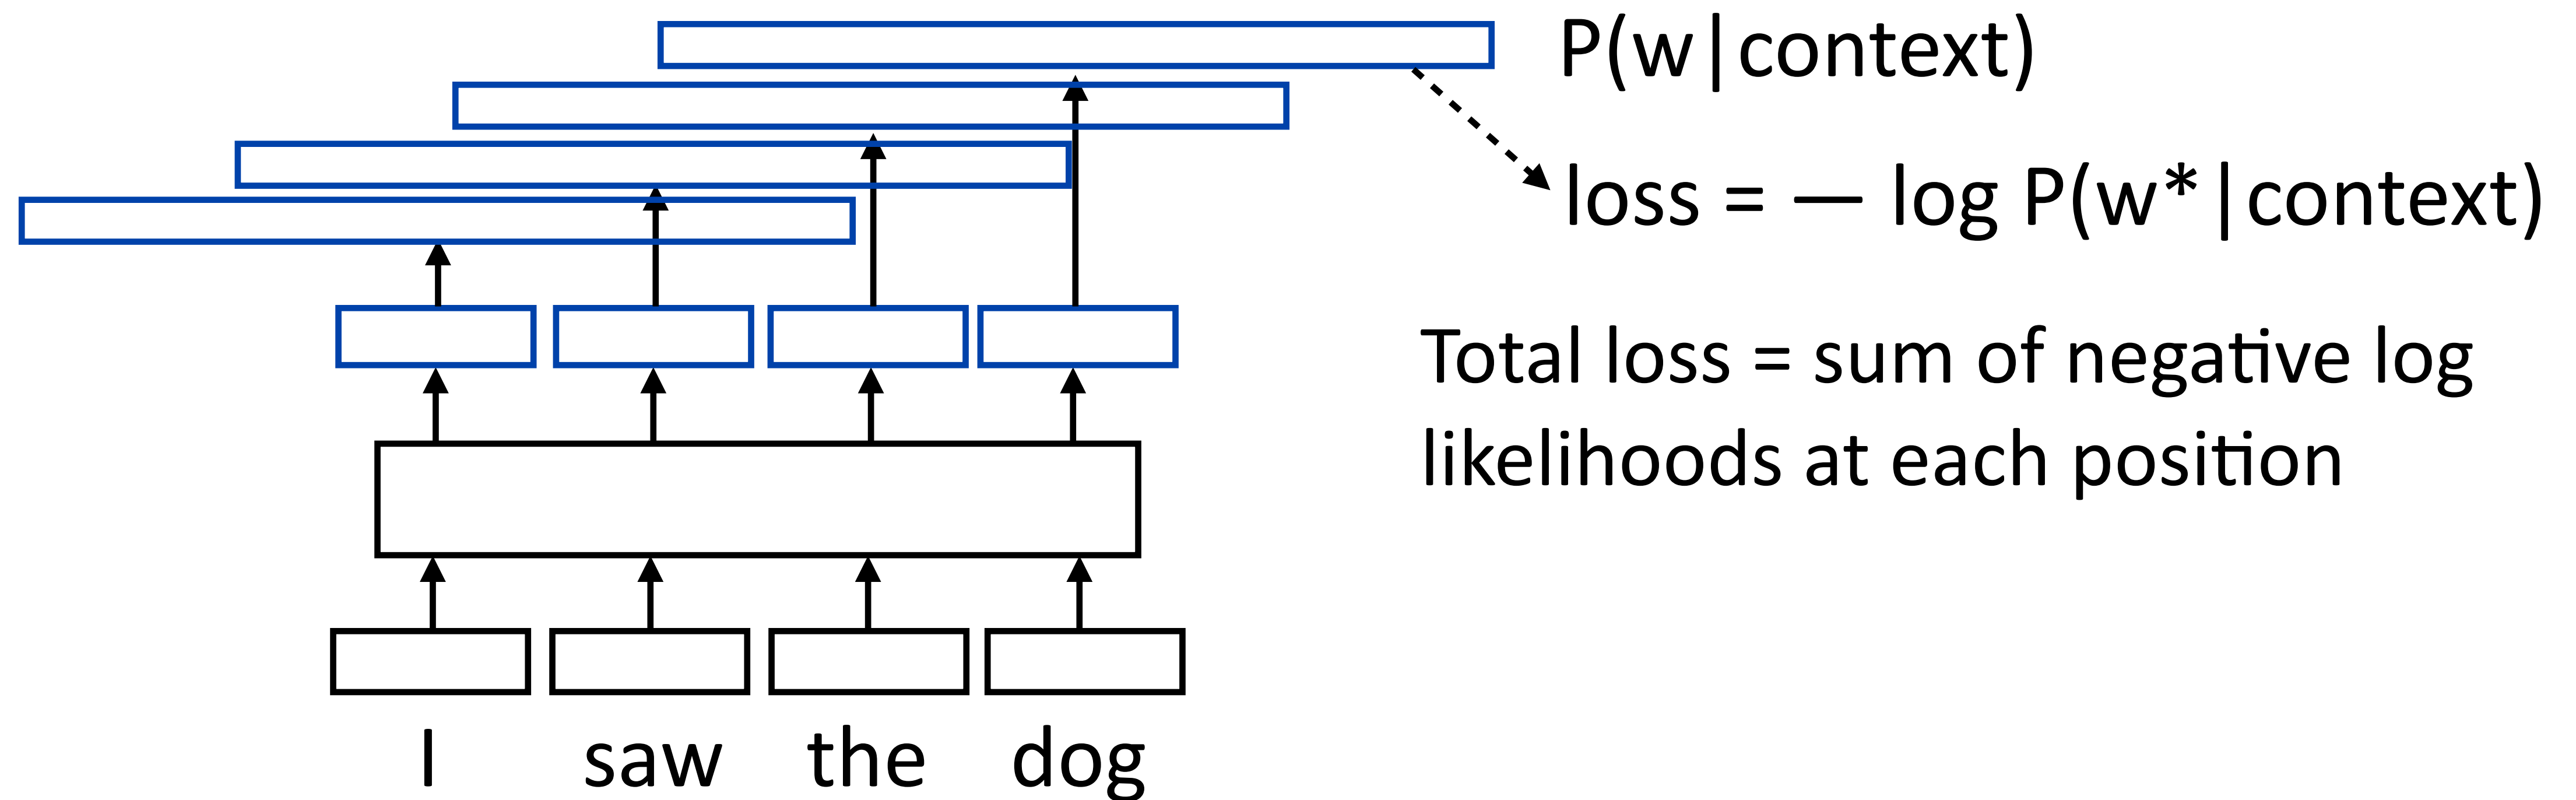 P(w|context)
loss = — log P(w*|context)
Total loss = sum of negative log
likelihoods at each position
I saw the dog